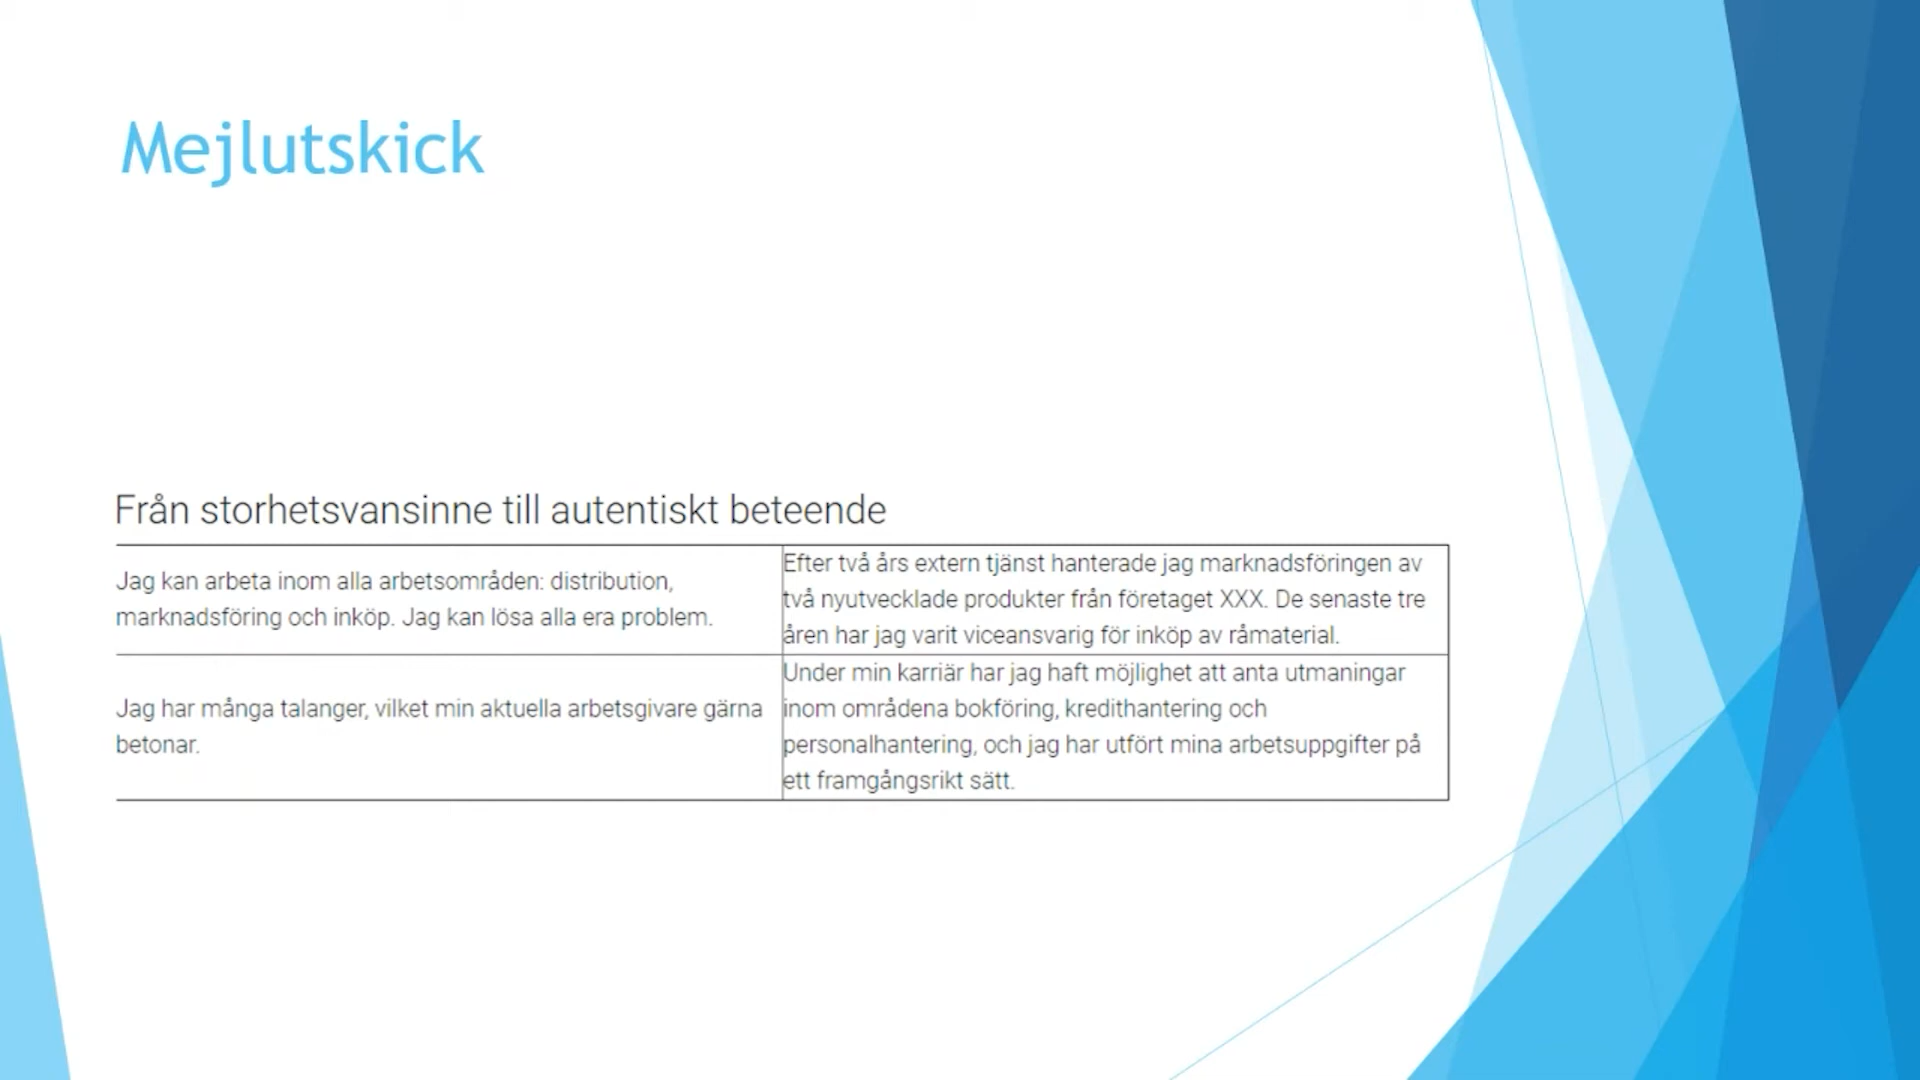 Mejlutskick
Från storhetsvansinne till autentiskt beteende
Jag kan arbeta inom alla arbetsområden: distribution,
marknadsföring och inköp. Jag kan lösa alla era problem.
Efter två års extern tjänst hanterade jag marknadsföringen av
två nyutvecklade produkter från företaget XXX. De senaste tre
åren har jag varit viceansvarig för inköp av råmaterial.
Jag har många talanger, vilket min aktuella arbetsgivare gärna
betonar.
Under min karriär har jag haft möjlighet att anta utmaningar
inom områdena bokföring, kredithantering och
personalhantering, och jag har utfört mina arbetsuppgifter på
ett framgångsrikt sätt.